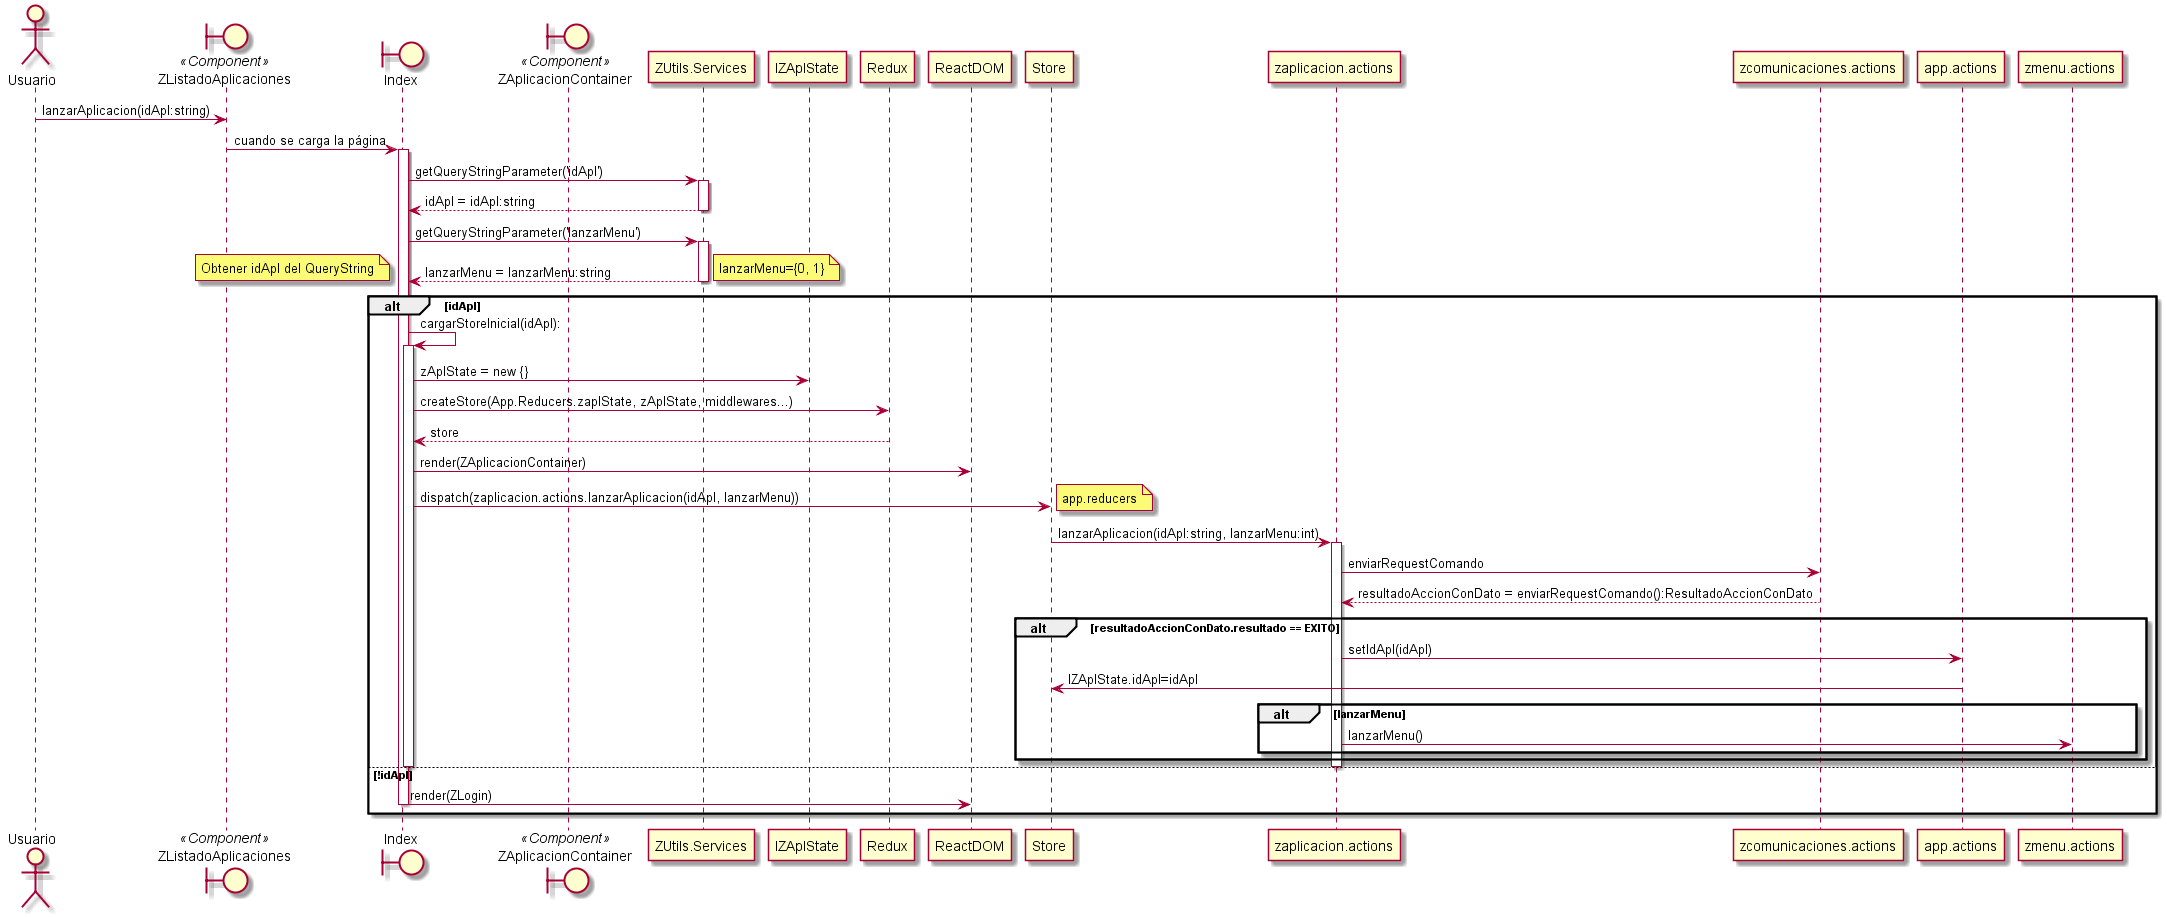 Usuario
«Component»
ZListadoAplicaciones
Index
«Component»
ZAplicacionContainer
ZUtils.Services
IZAplState
Redux
ReactDOM
Store
zaplicacion.actions
zcomunicaciones.actions
app.actions
zmenu.actions
lanzarAplicacion(idApl:string)
cuando se carga la página
getQueryStringParameter('idApl')
idApl = idApl:string
getQueryStringParameter('lanzarMenu')
Obtener idApl del QueryString
lanzarMenu = lanzarMenu:string
lanzarMenu={0, 1}
alt [idApl]
cargarStoreInicial(idApl):
zAplState = new {}
createStore(App.Reducers.zaplState, zAplState, middlewares...)
store
render(ZAplicacionContainer)
dispatch(zaplicacion.actions.lanzarAplicacion(idApl, lanzarMenu))
app.reducers
lanzarAplicacion(idApl:string, lanzarMenu:int)
enviarRequestComando
resultadoAccionConDato = enviarRequestComando():ResultadoAccionConDato
alt [resultadoAccionConDato.resultado == EXITO]
setIdApl(idApl)
IZAplState.idApl=idApl
alt [lanzarMenu]
lanzarMenu()
[!idApl]
render(ZLogin)
Usuario
«Component»
ZListadoAplicaciones
Index
«Component»
ZAplicacionContainer
ZUtils.Services
IZAplState
Redux
ReactDOM
Store
zaplicacion.actions
zcomunicaciones.actions
app.actions
zmenu.actions